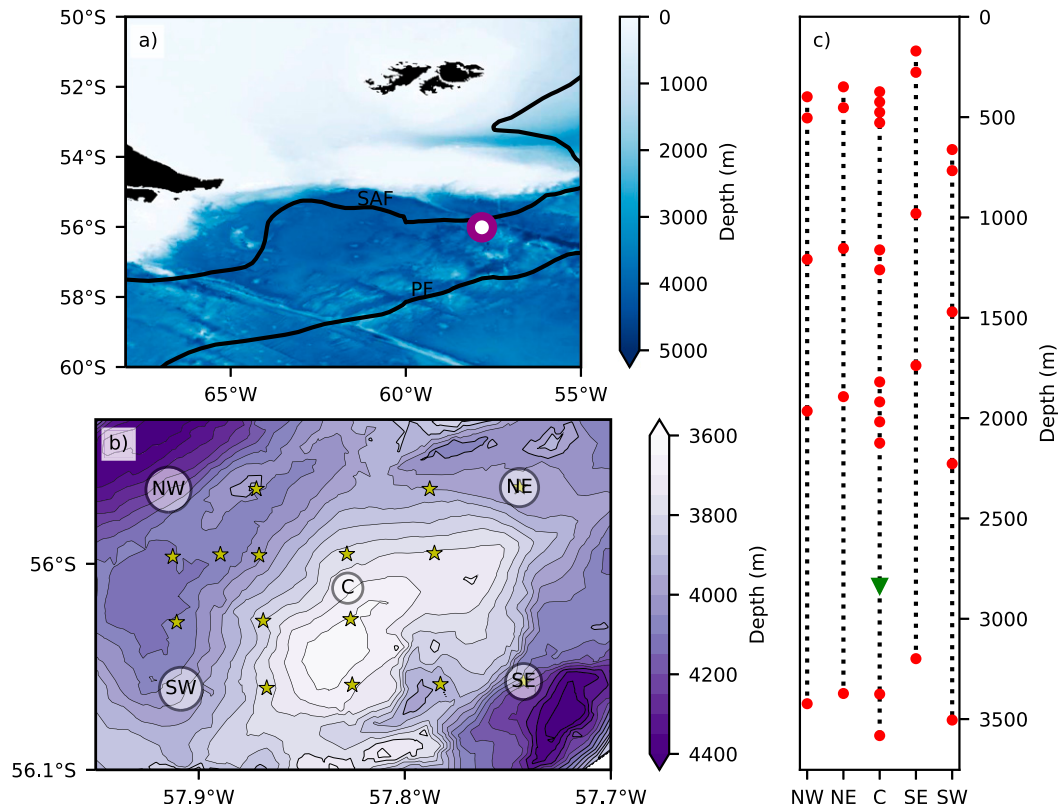 a)
50°S
52°S
54°S
56°S
58°S
60°S
65°W
60°W
55°W
SAF
PF
0
1000
2000
3000
4000
5000
Depth (m)
b)
NW
NE
C
SW
SE
56°S
56.1°S
57.9°W
57.8°W
57.7°W
3600
3800
4000
4200
4400
Depth (m)
c)
0
500
1000
1500
2000
2500
3000
3500
Depth (m)
NW NE C SE SW